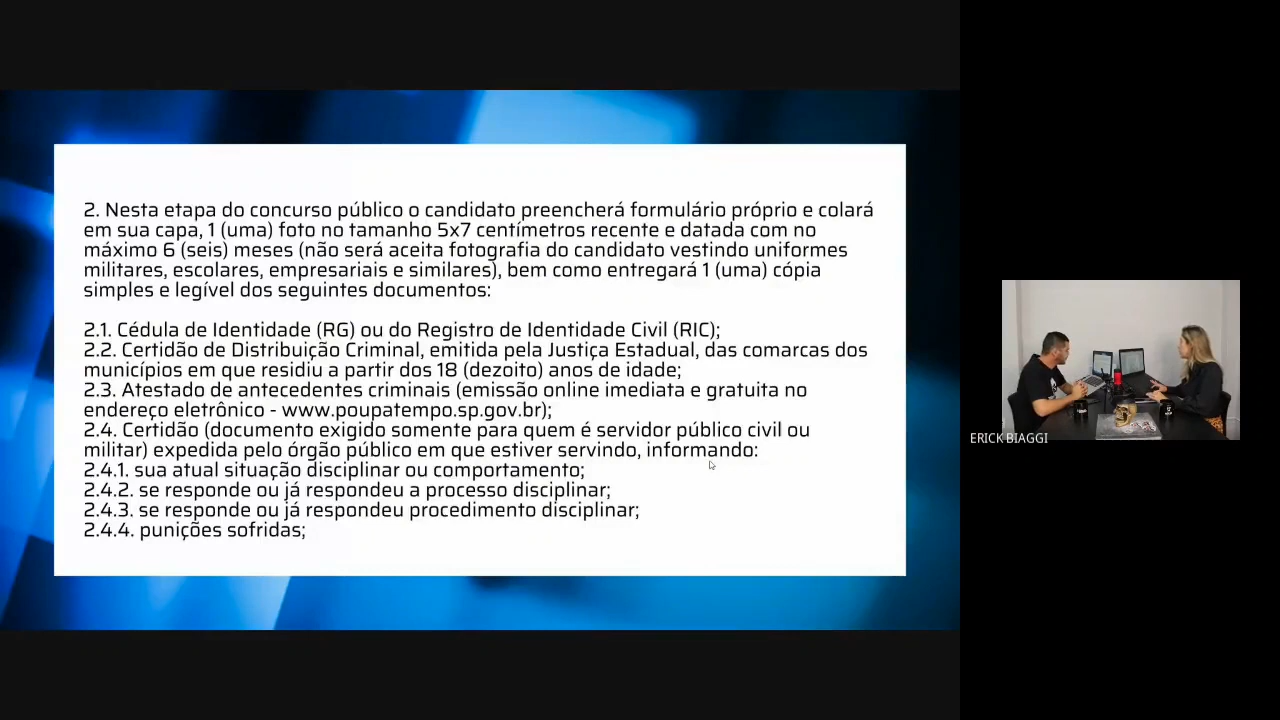 2. Nesta etapa do concurso público o candidato preencherá formulário próprio e colará
em sua capa, 1 (uma) foto no tamanho 5x7 centímetros recente e datada com no
máximo 6 (seis) meses (não será aceita fotografia do candidato vestindo uniformes
militares, escolares, empresariais e similares), bem como entregará 1 (uma) cópia
simples e legível dos seguintes documentos:
2.1. Cédula de Identidade (RG) ou do Registro de Identidade Civil (RIC);
2.2. Certidão de Distribuição Criminal, emitida pela Justiça Estadual, das comarcas dos
municípios em que residiu a partir dos 18 (dezoito) anos de idade;
2.3. Atestado de antecedentes criminais (emissão online imediata e gratuita no
endereço eletrônico - www.poupatempo.sp.gov.br);
2.4. Certidão (documento exigido somente para quem é servidor público civil ou
militar) expedida pelo órgão público em que estiver servindo, informando:
2.4.1. sua atual situação disciplinar ou comportamento;
2.4.2. se responde ou já respondeu a processo disciplinar;
2.4.3. se responde ou já respondeu procedimento disciplinar;
2.4.4. punições sofridas;
ERICK BIAGGI